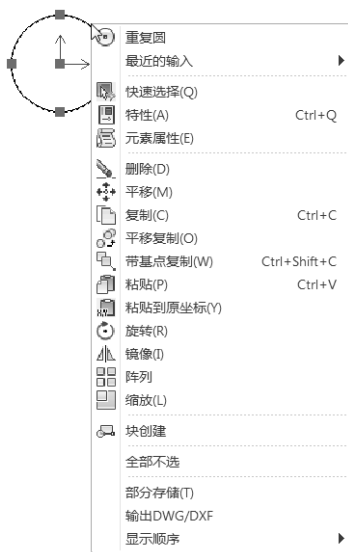 重复圆
最近的输入
快速选择(Q)
特性(A) Ctrl+Q
元素属性(E)
删除(D)
平移(M)
复制(C) Ctrl+C
平移复制(O)
带基点复制(W) Ctrl+Shift+C
粘贴(P) Ctrl+V
粘贴到原坐标(Y)
旋转(R)
镜像(I)
阵列
缩放(L)
块创建
全部不选
部分存储(T)
输出DWG/DXF
显示顺序